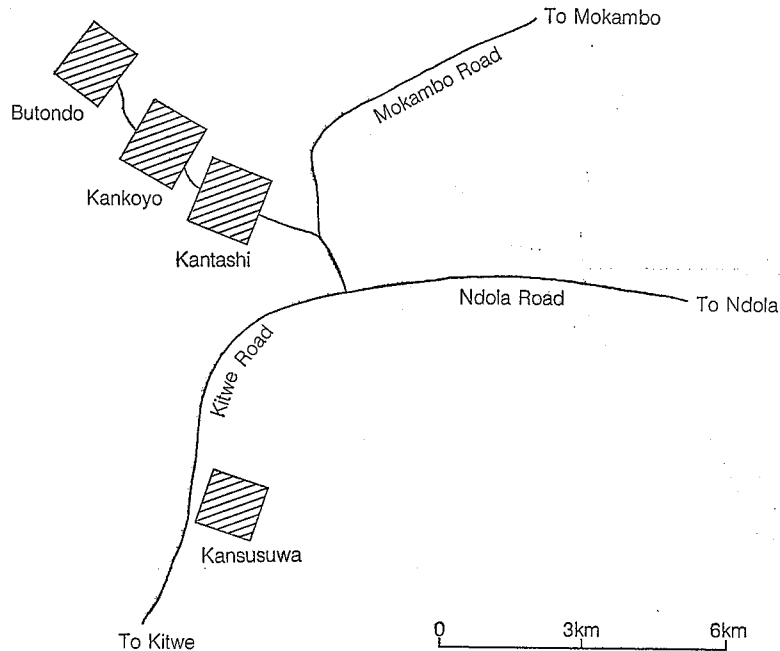 To Mokambo
Mokambo Road
Butondo
Kankoyo
Kantashi
Ndola Road
To Ndola
Kitwe Road
Kansusuwa
To Kitwe
0 3km 6km